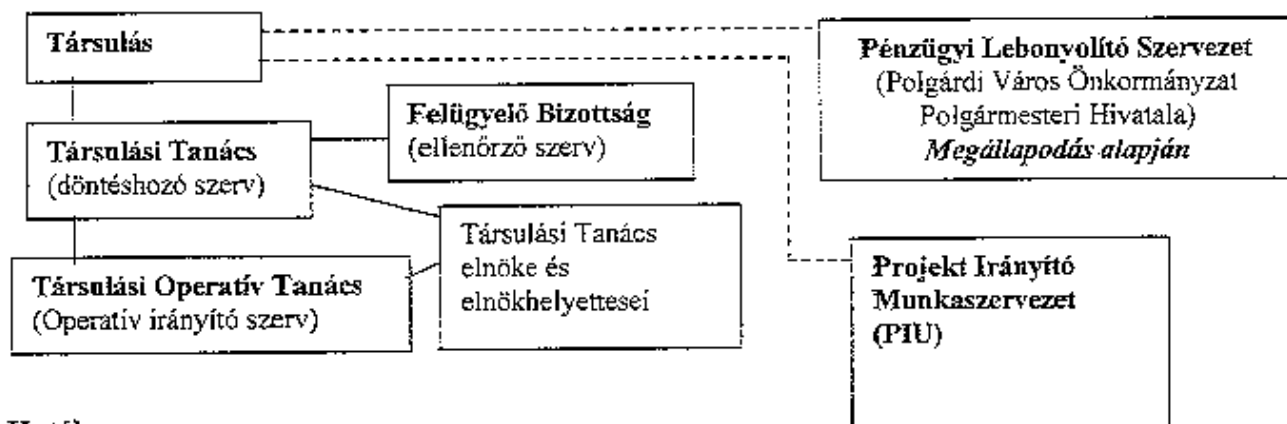 Társulás
Pénzügyi Lebonyolító Szervezet
(Polgárdi Város Önkormányzat
Polgármesteri Hivatala)
Megállapodás alapján
Felügyelő Bizottság
(ellenőrző szerv)
Társulási Tanács
(döntéshozó szerv)
Társulási Tanács
elnöke és
elnökhelyettesei
Társulási Operatív Tanács
(Operatív irányító szerv)
Projekt Irányító
Munkaszervezet
(PIU)